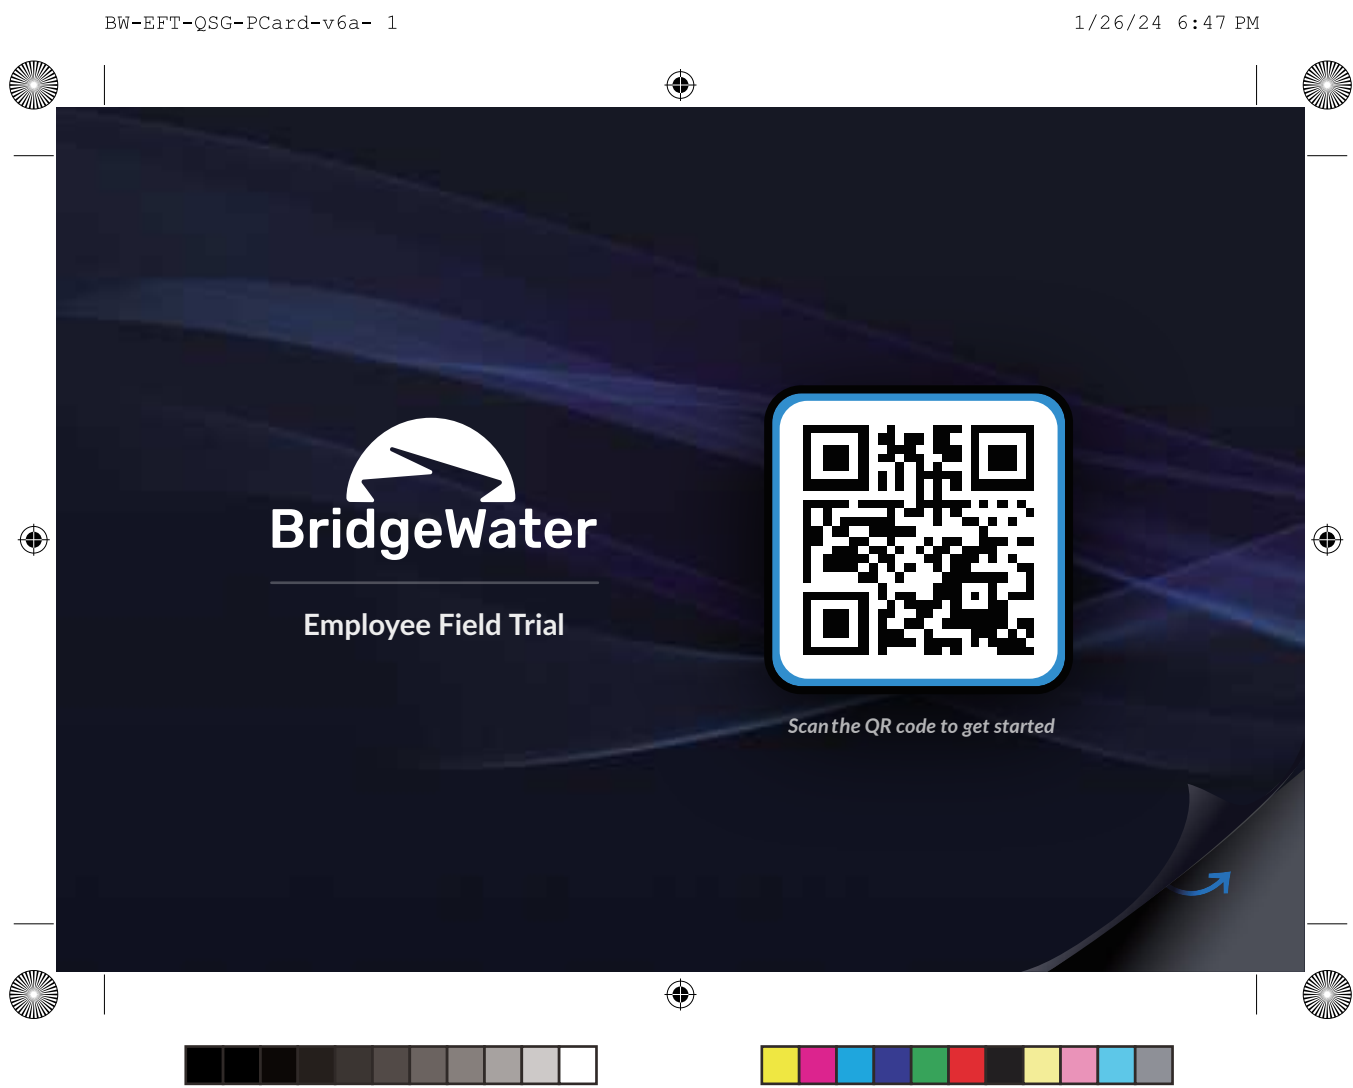 BW-EFT-QSG-PCard-v6a- 1
1/26/24 6:47 PM
BridgeWater
Employee Field Trial
Scan the QR code to get started